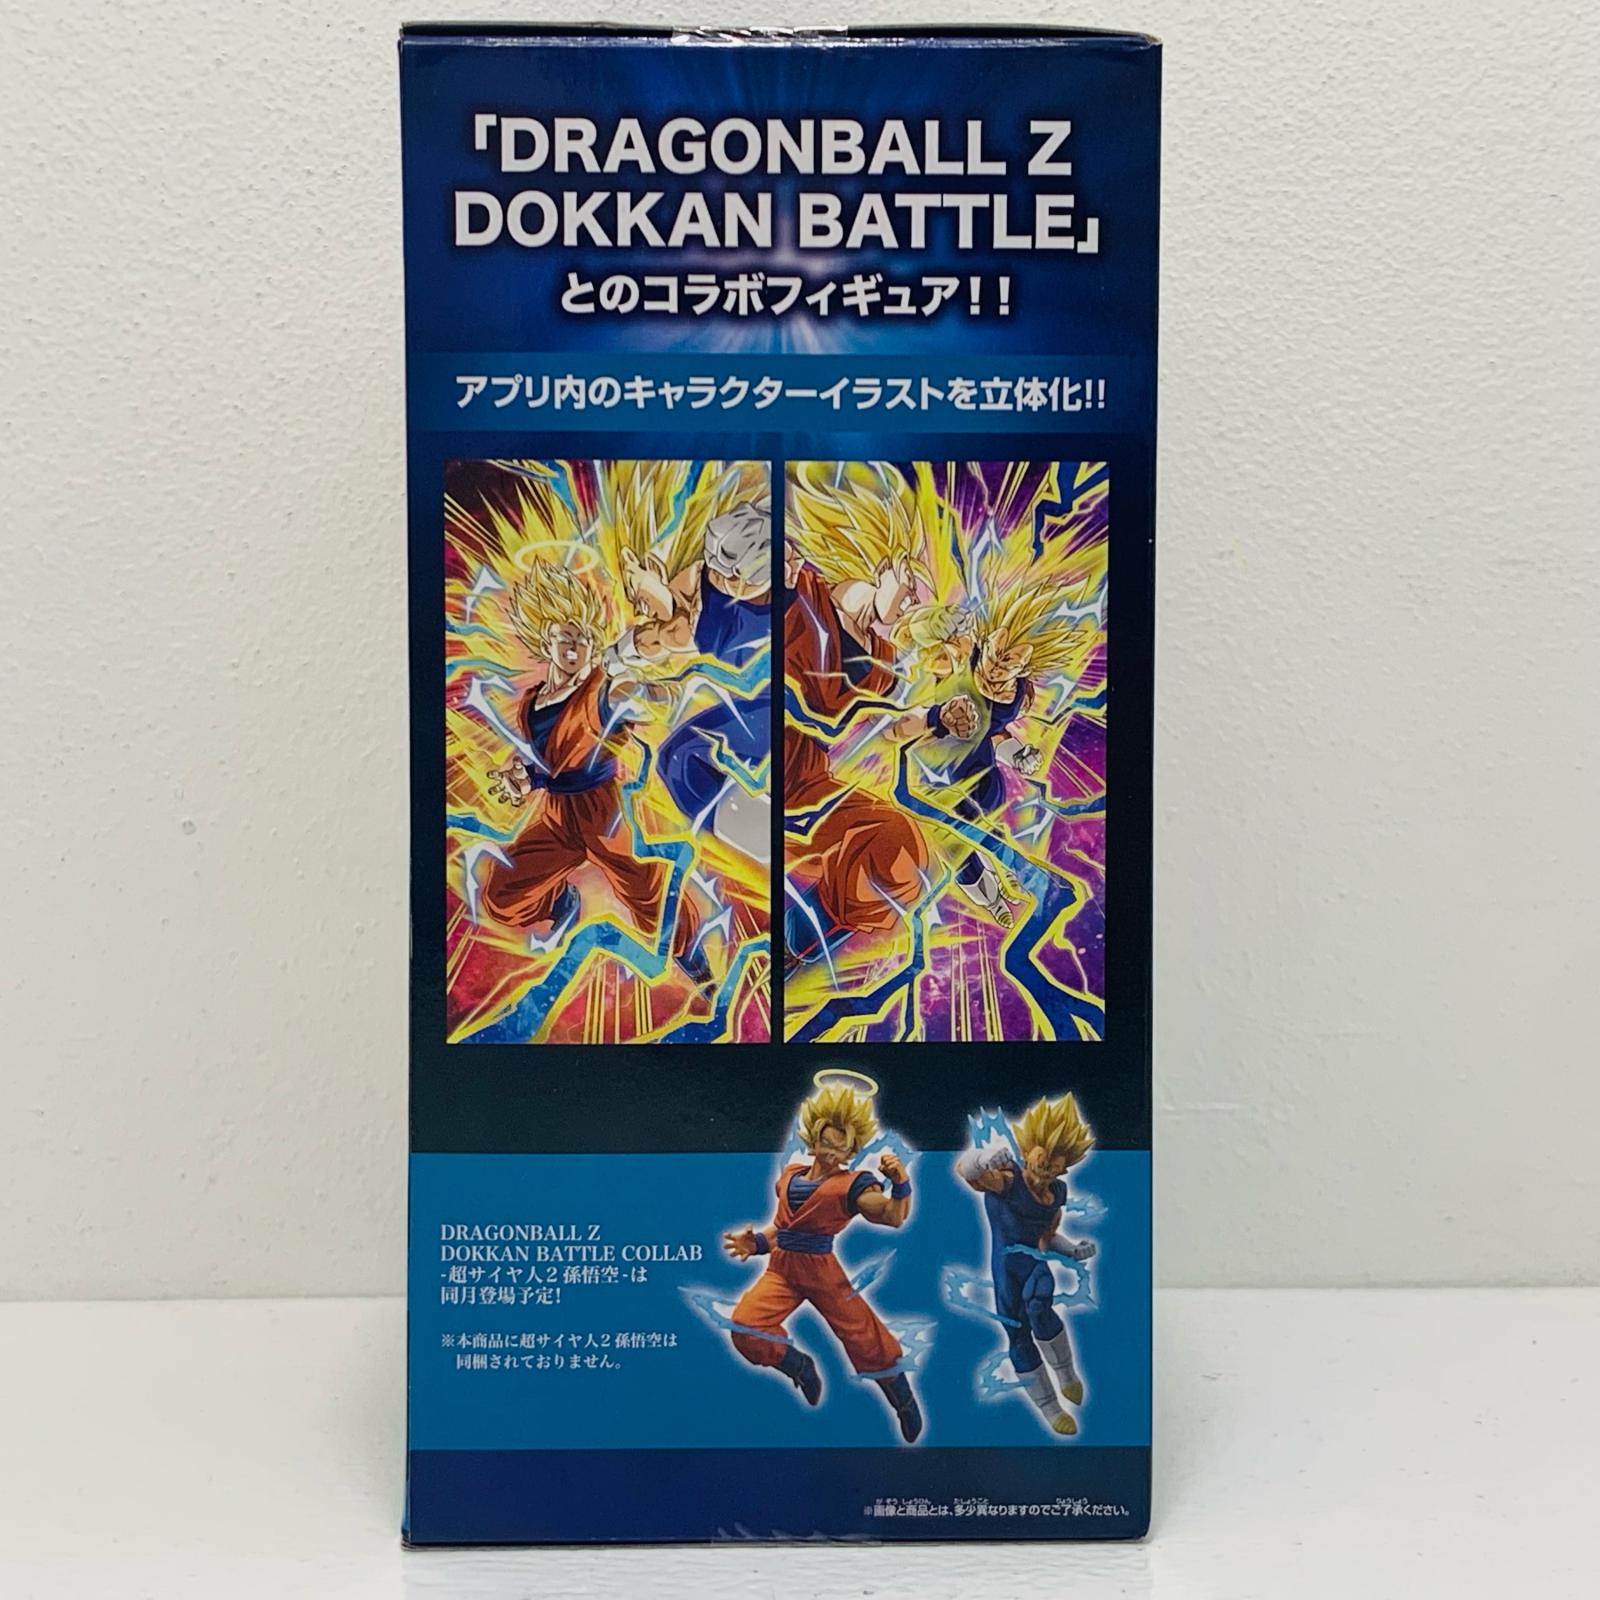 「DRAGONBALL Z
DOKKAN BATTLE」
とのコラボフィギュア！！
アプリ内のキャラクターイラストを立体化!!
DRAGONBALL Z
DOKKAN BATTLE COLLAB
-超サイヤ人2孫悟空-は
同月登場予定!
※本商品に超サイヤ人2孫悟空は
同梱されておりません。
※画像と商品とは、多少異なりますのでご了承ください。